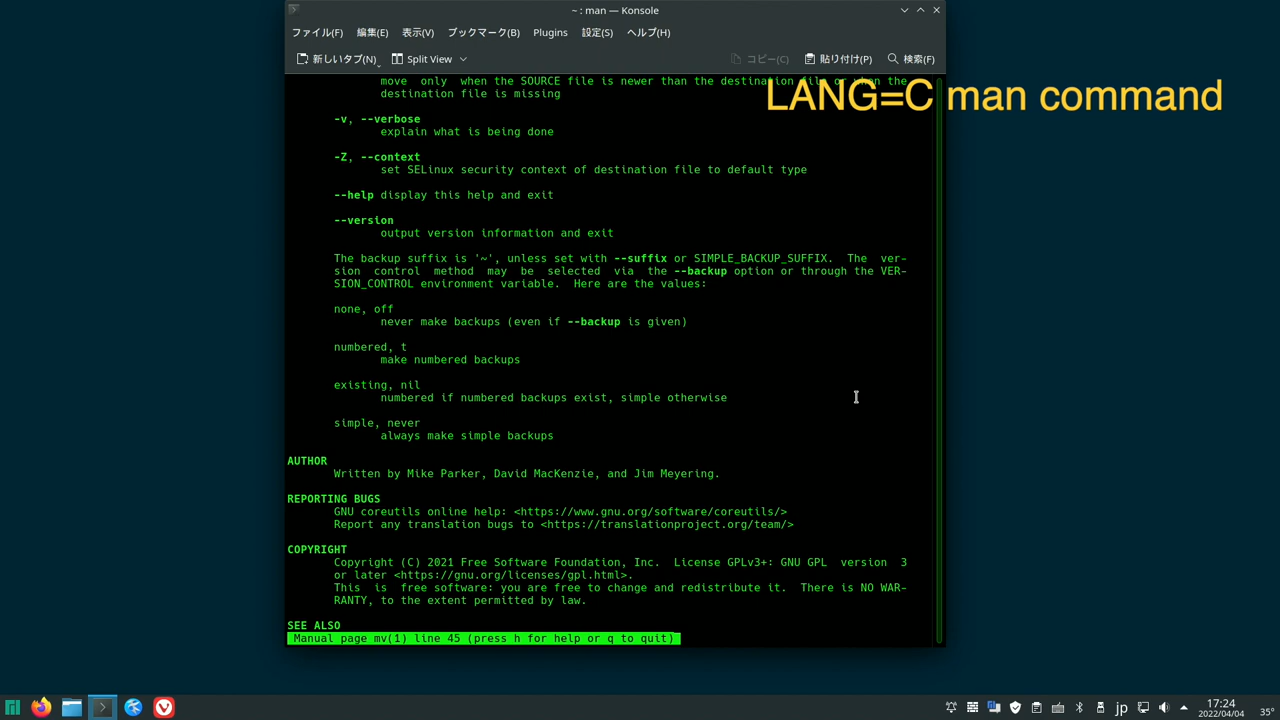 ~ : man — Konsole
ファイル(F) 編集(E) 表示(V) ブックマーク(B) Plugins 設定(S) ヘルプ(H)
新しいタブ(N) Split View コピー(C) 貼り付け(P) 検索(F)
LANG=C man command
move only when the SOURCE file is newer than the destination file or when the
destination file is missing
-v, --verbose
explain what is being done
-Z, --context
set SELinux security context of destination file to default type
--help display this help and exit
--version
output version information and exit
The backup suffix is '~', unless set with --suffix or SIMPLE_BACKUP_SUFFIX. The ver-
sion control method may be selected via the --backup option or through the VER-
SION_CONTROL environment variable. Here are the values:
none, off
never make backups (even if --backup is given)
numbered, t
make numbered backups
existing, nil
numbered if numbered backups exist, simple otherwise
simple, never
always make simple backups
AUTHOR
Written by Mike Parker, David MacKenzie, and Jim Meyering.
REPORTING BUGS
GNU coreutils online help: <https://www.gnu.org/software/coreutils/>
Report any translation bugs to <https://translationproject.org/team/>
COPYRIGHT
Copyright (C) 2021 Free Software Foundation, Inc. License GPLv3+: GNU GPL version 3
or later <https://gnu.org/licenses/gpl.html>.
This is free software: you are free to change and redistribute it. There is NO WAR-
RANTY, to the extent permitted by law.
SEE ALSO
Manual page mv(1) line 45 (press h for help or q to quit)
jp 17:24
2022/04/04 35°